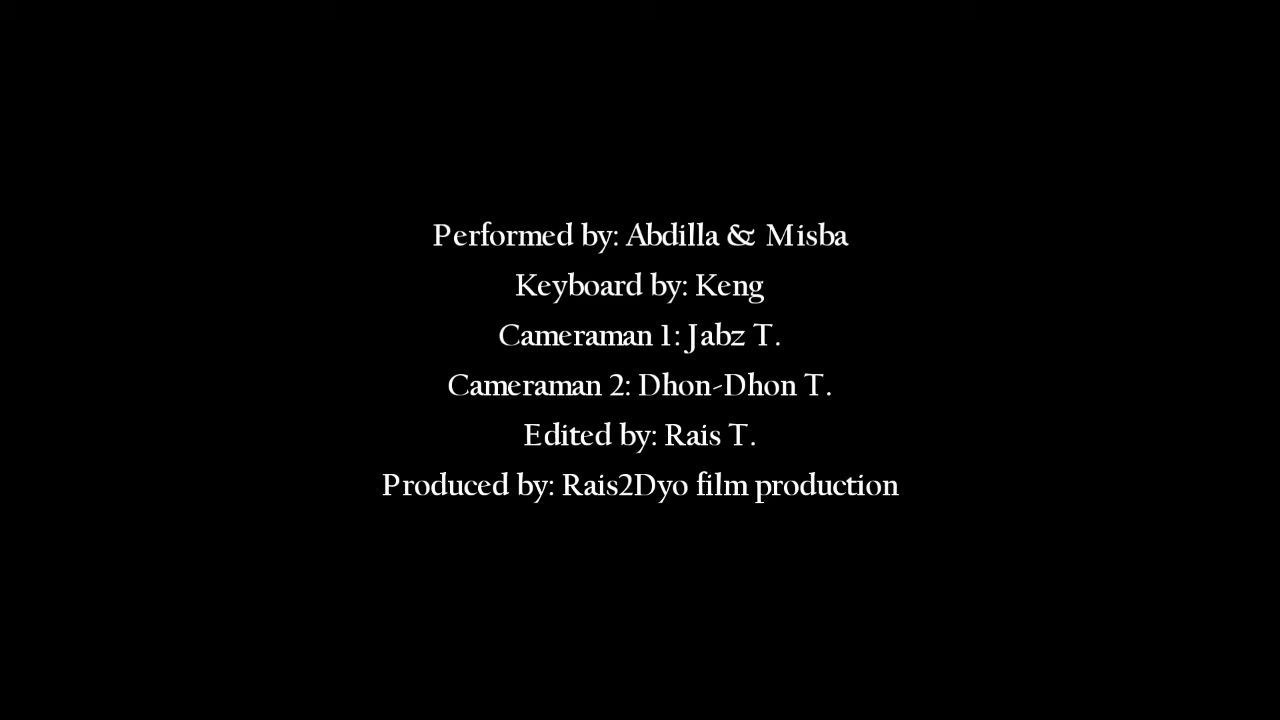 Performed by: Abdilla & Misba
Keyboard by: Keng
Cameraman 1: Jabz T.
Cameraman 2: Dhon-Dhon T.
Edited by: Rais T.
Produced by: Rais2Dyo film production